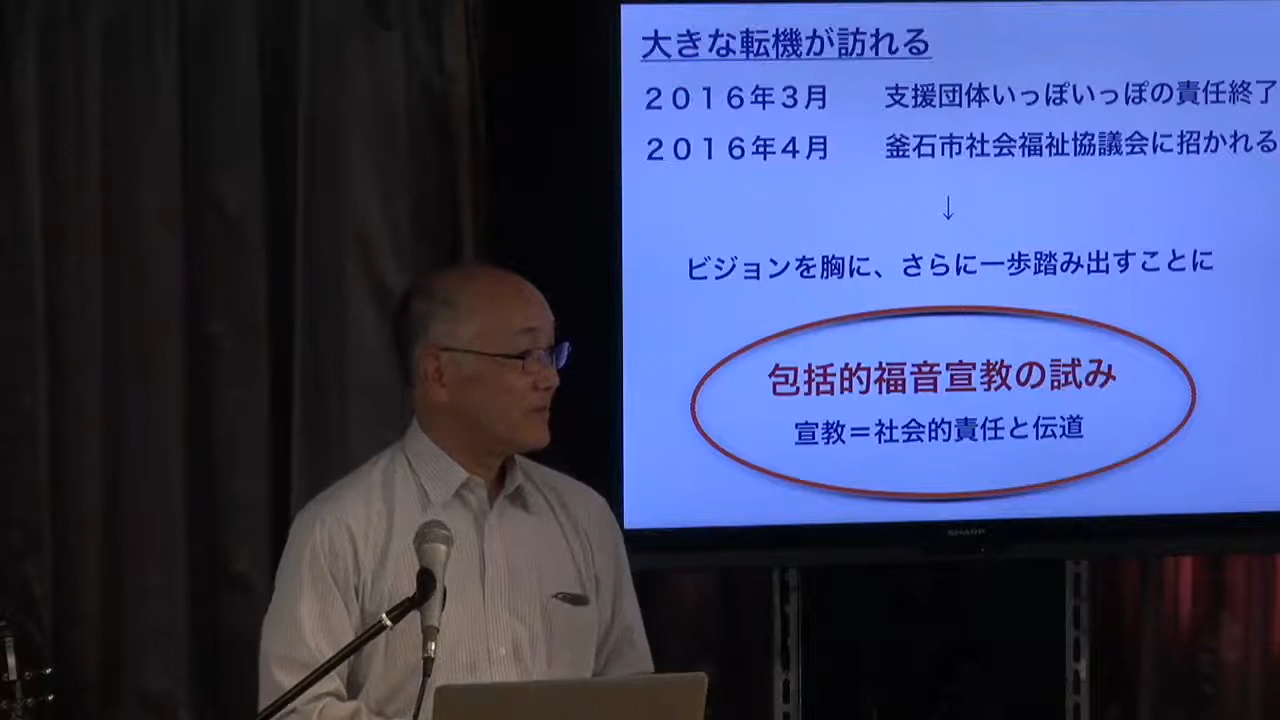 大きな転機が訪れる
２０１６年３月　　支援団体いっぽいっぽの責任終了
２０１６年４月　　釜石市社会福祉協議会に招かれる
↓
ビジョンを胸に、さらに一歩踏み出すことに
包括的福音宣教の試み
宣教＝社会的責任と伝道
SHARP